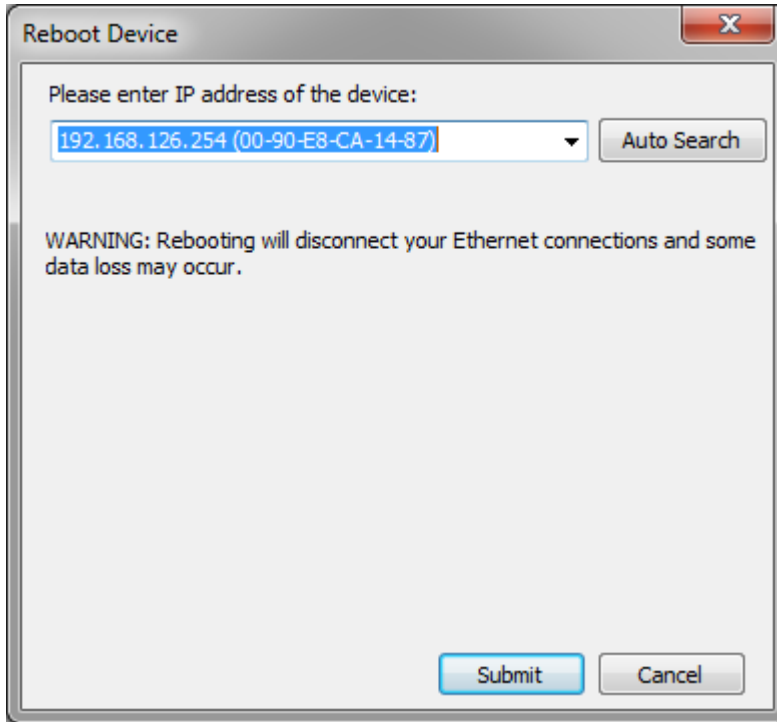 Reboot Device
Please enter IP address of the device:
192.168.126.254 (00-90-E8-CA-14-87)
Auto Search
WARNING: Rebooting will disconnect your Ethernet connections and some
data loss may occur.
Submit
Cancel